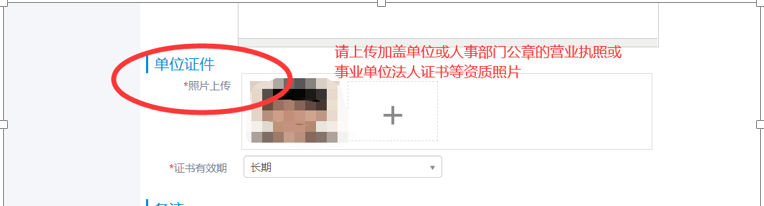 单位证件
请上传加盖单位或人事部门公章的营业执照或
事业单位法人证书等资质照片
*照片上传
*证书有效期
长期